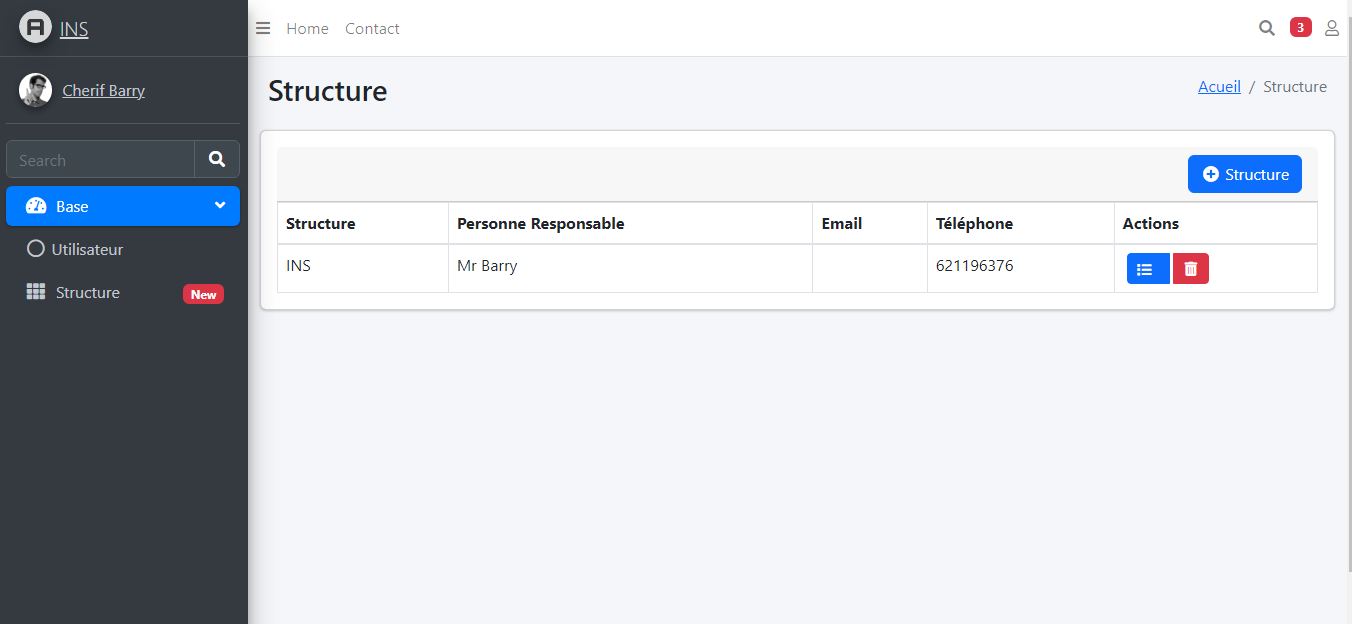 INS
Home Contact
3
Cherif Barry
Structure
Acueil / Structure
Search
Base
Utilisateur
Structure New
Structure
Structure Personne Responsable Email Téléphone Actions
INS Mr Barry 621196376